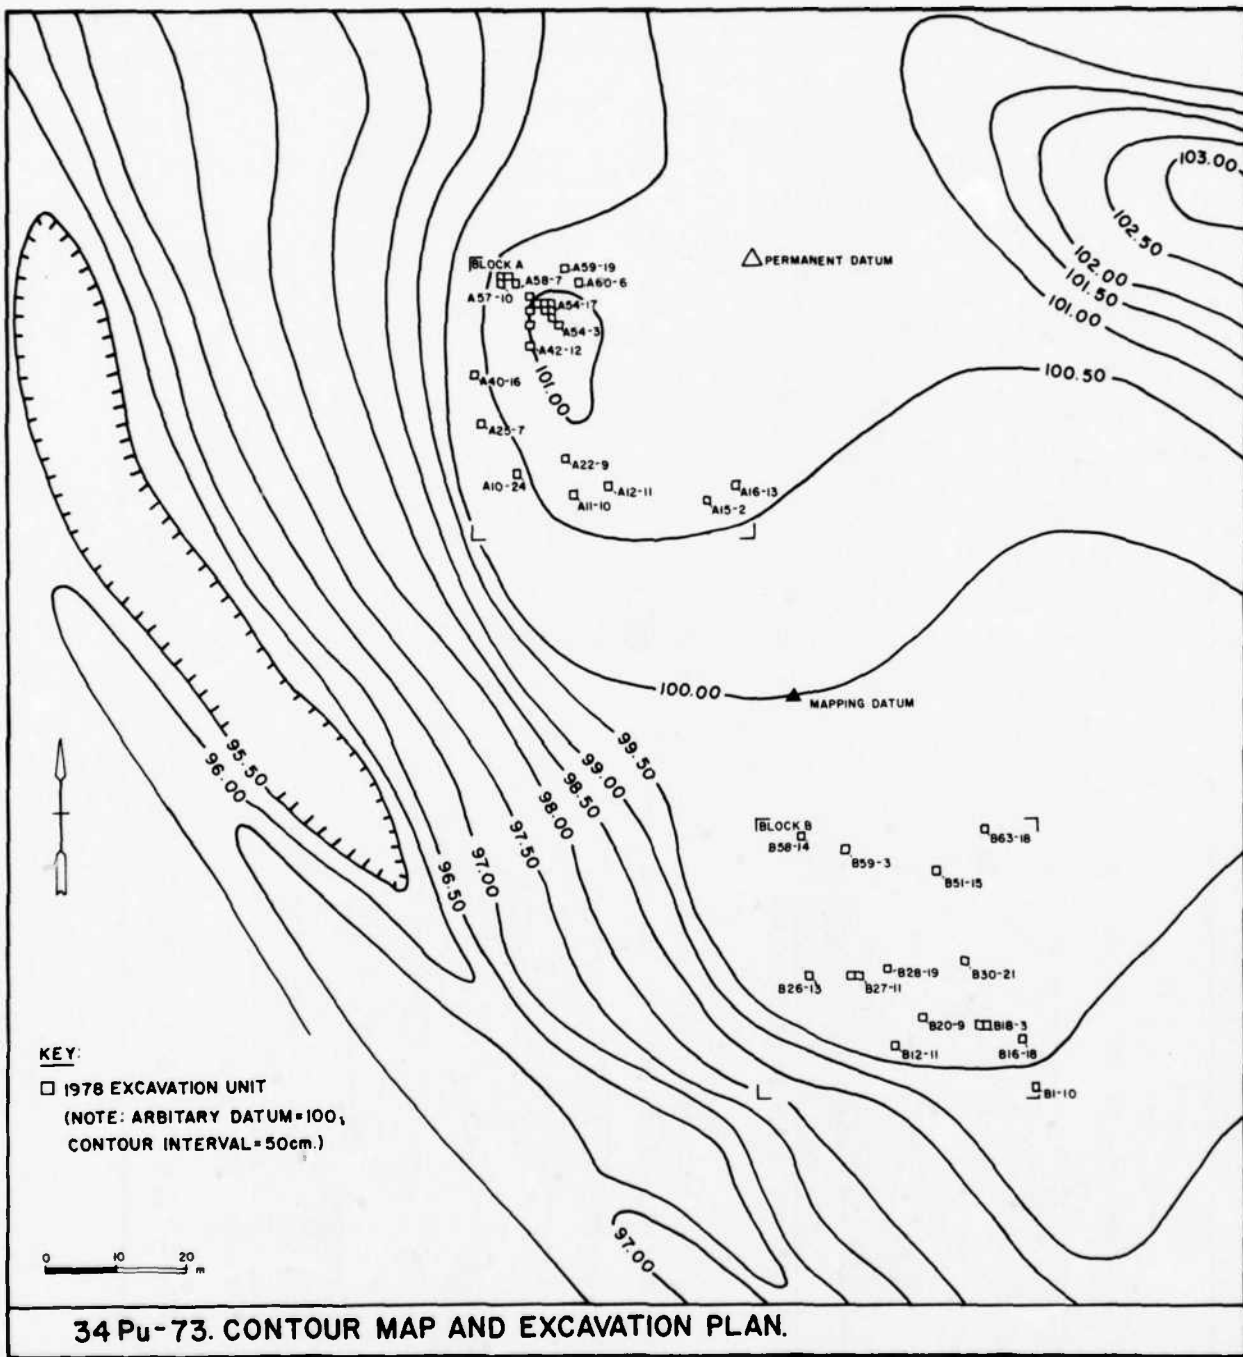 103.00
102.50
102.00
101.50
101.00
100.50
BLOCK A
A59-19
A58-7
A60-6
A57-10
A54-17
A54-3
A42-12
A40-16
101.00
A25-7
A22-9
A10-24
A12-11
A11-10
A16-13
A15-2
PERMANENT DATUM
100.00
MAPPING DATUM
99.50
99.00
98.50
98.00
97.50
97.00
96.50
95.50
96.00
BLOCK B
B58-14
B59-3
B63-18
B51-15
B26-13
B27-11
B28-19
B30-21
B20-9
B18-3
B12-11
B16-18
B1-10
97.00
KEY:
1978 EXCAVATION UNIT
(NOTE: ARBITARY DATUM=100,
CONTOUR INTERVAL=50cm.)
0 10 20 m
34 Pu-73. CONTOUR MAP AND EXCAVATION PLAN.